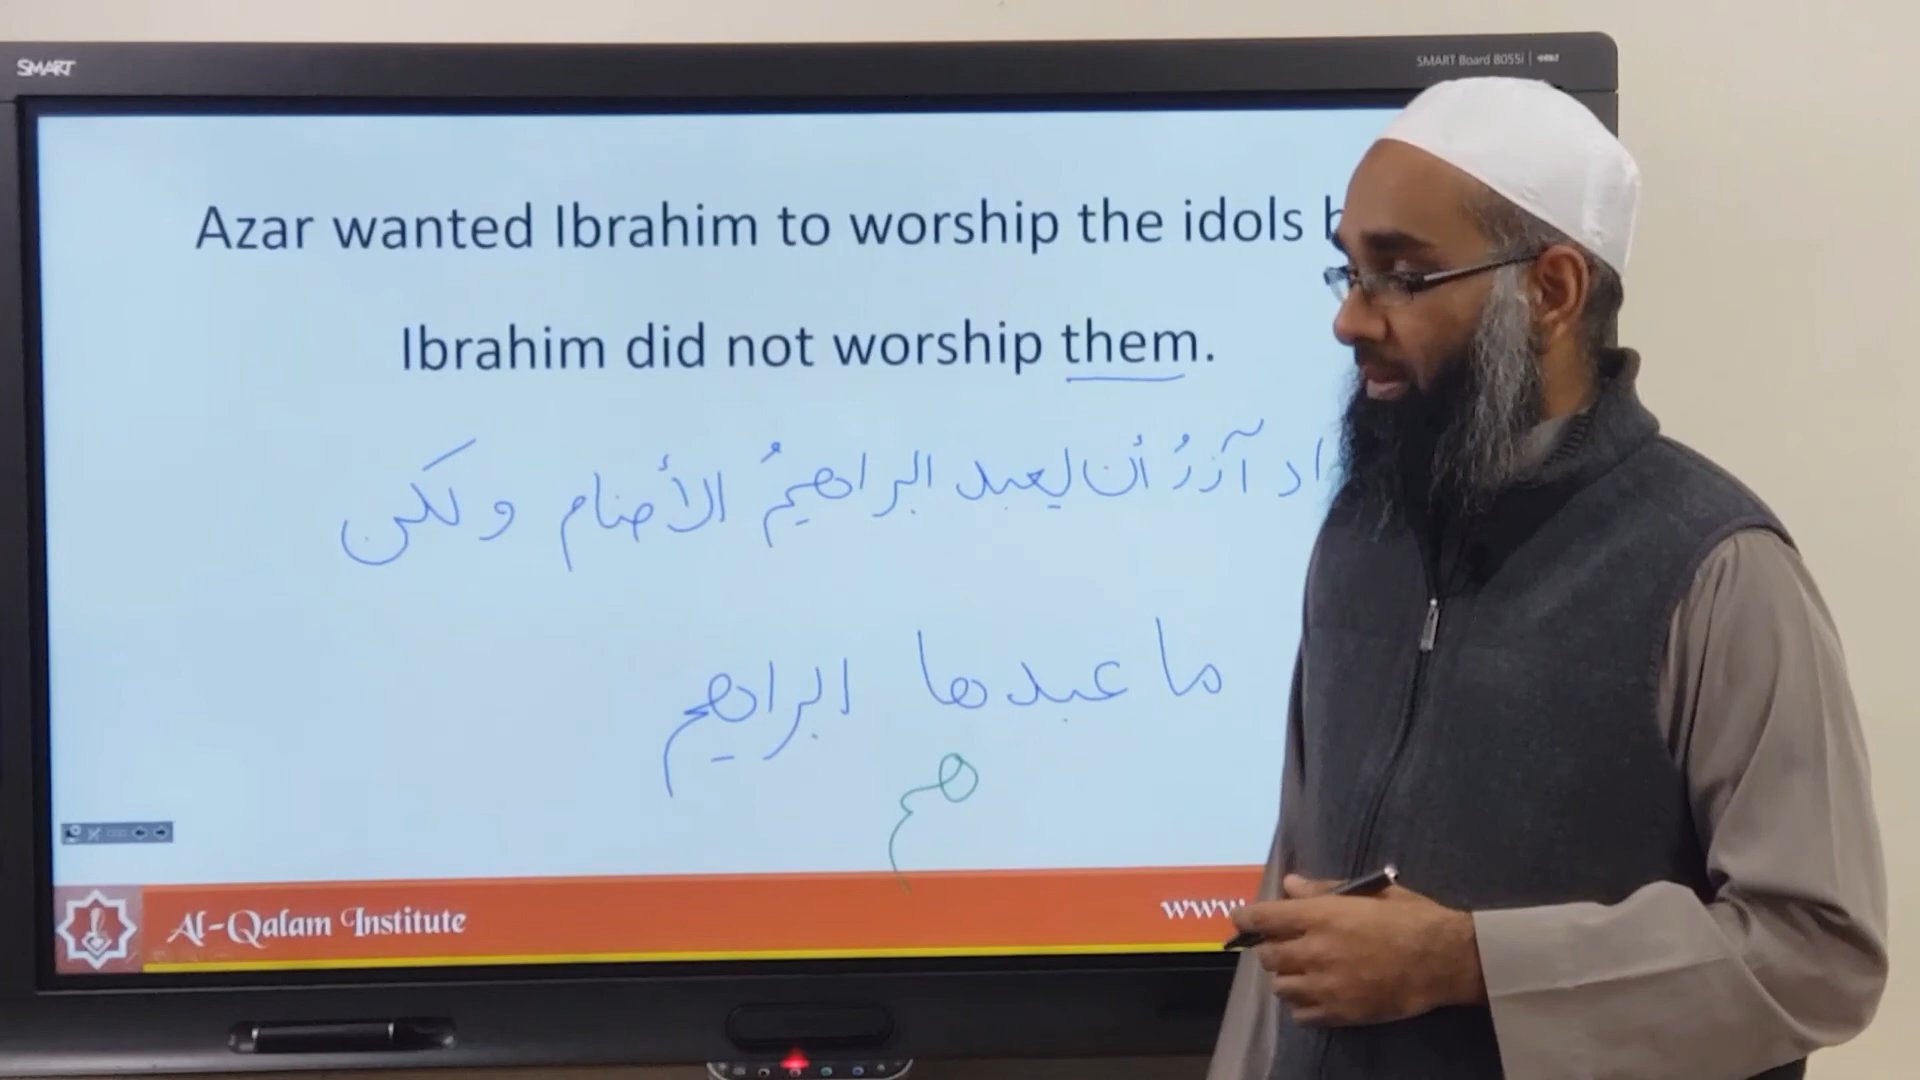 SMART
SMART Board 8055i
Azar wanted Ibrahim to worship the idols
Ibrahim did not worship them.
آزرُ أن يعبد ابراهيمُ الأصنام ولكن
ما عبدها ابراهيم
هم
Al-Qalam Institute
www.